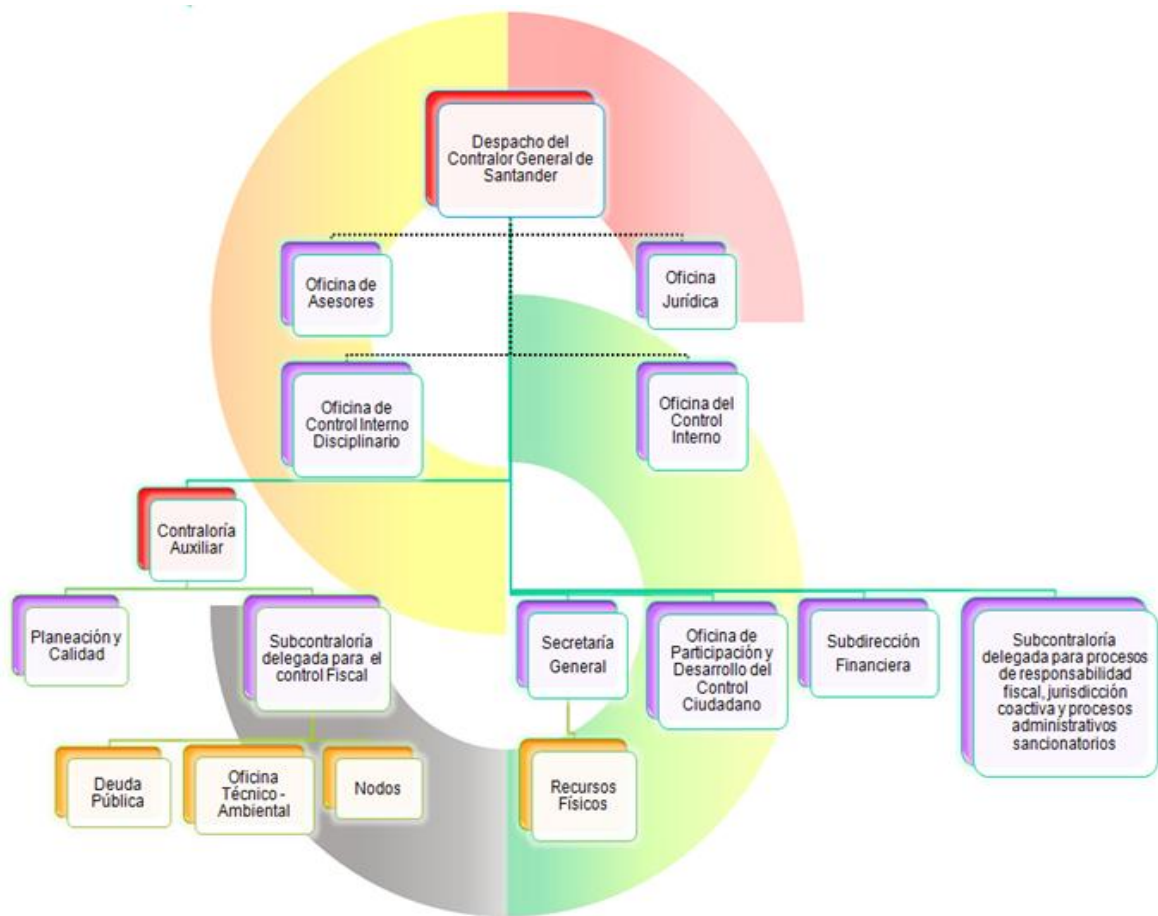 Despacho del
Contralor General de
Santander
Oficina de
Asesores
Oficina
Jurídica
Oficina de
Control Interno
Disciplinario
Oficina del
Control
Interno
Contraloría
Auxiliar
Planeación y
Calidad
Subcontraloría
delegada para el
control Fiscal
Secretaría
General
Oficina de
Participación y
Desarrollo del
Control
Ciudadano
Subdirección
Financiera
Subcontraloría
delegada para procesos
de responsabilidad
fiscal, jurisdicción
coactiva y procesos
administrativos
sancionatorios
Deuda
Pública
Oficina
Técnico -
Ambiental
Nodos
Recursos
Físicos